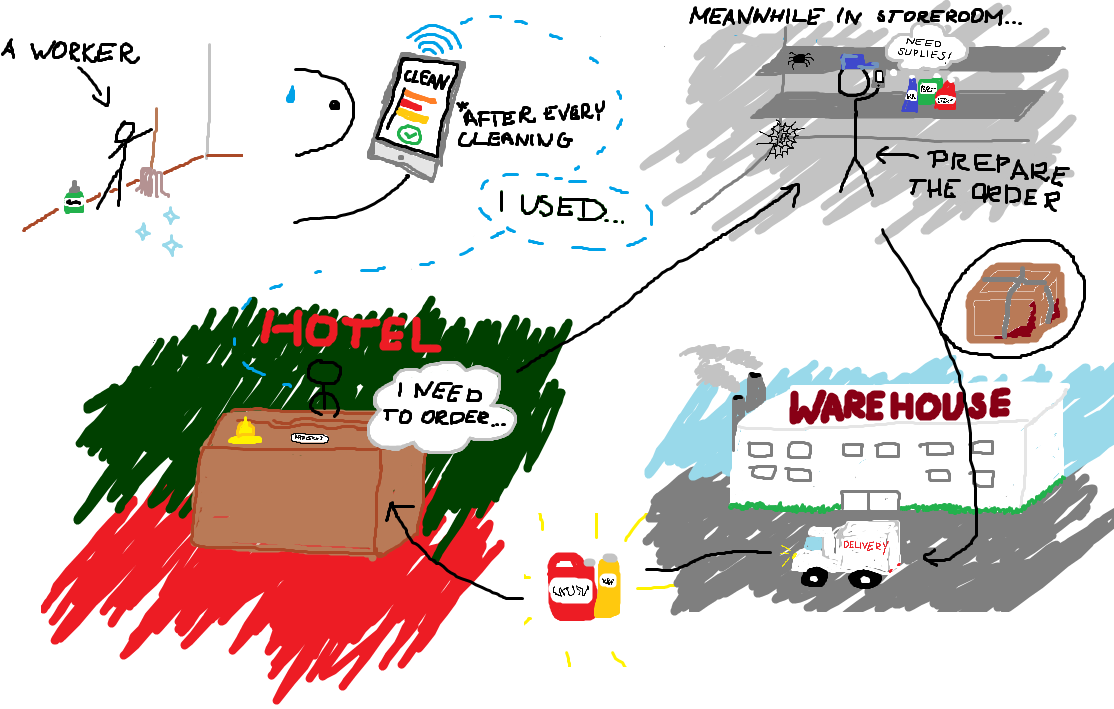 A WORKER
CLEAN
*AFTER EVERY
CLEANING
I USED...
MEANWHILE IN STOREROOM...
NEED
SUPLIES!
PREPARE
THE ORDER
HOTEL
I NEED
TO ORDER...
WAREHOUSE
DELIVERY